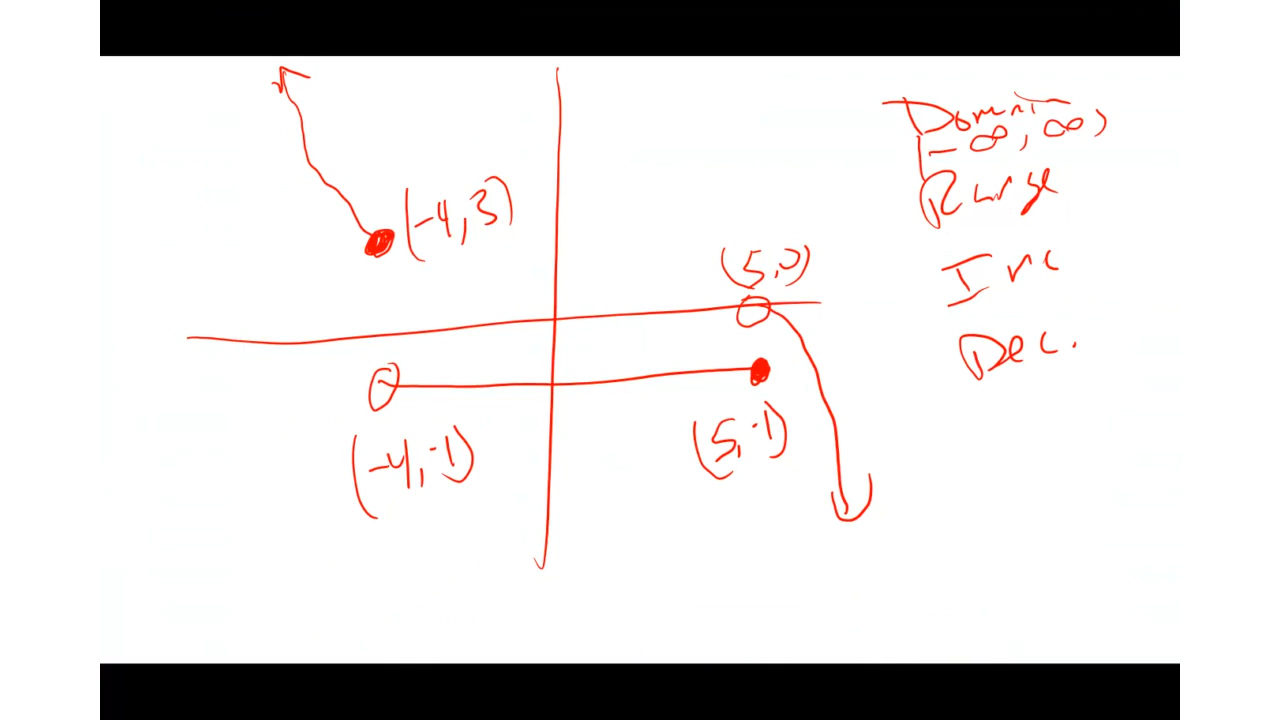 Domain
(-∞, ∞)
(-4, 3)
Range
(5, 0)
Inc
Dec.
(-4, -1)
(5, -1)